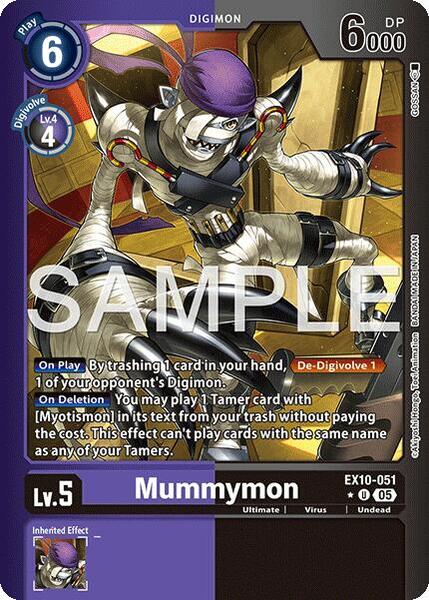 Play
6
DIGIMON
6000
DP
Digivolve
Lv.4
4
GOSSAN
SAMPLE
On Play By trashing 1 card in your hand, De-Digivolve 1
1 of your opponent's Digimon.
On Deletion You may play 1 Tamer card with
[Myotismon] in its text from your trash without paying
the cost. This effect can't play cards with the same name
as any of your Tamers.
©Akiyoshi Hongo, Toei Animation BANDAI MADE IN JAPAN
Lv.5
Mummymon
EX10-051
U 05
Ultimate | Virus | Undead
Inherited Effect
–